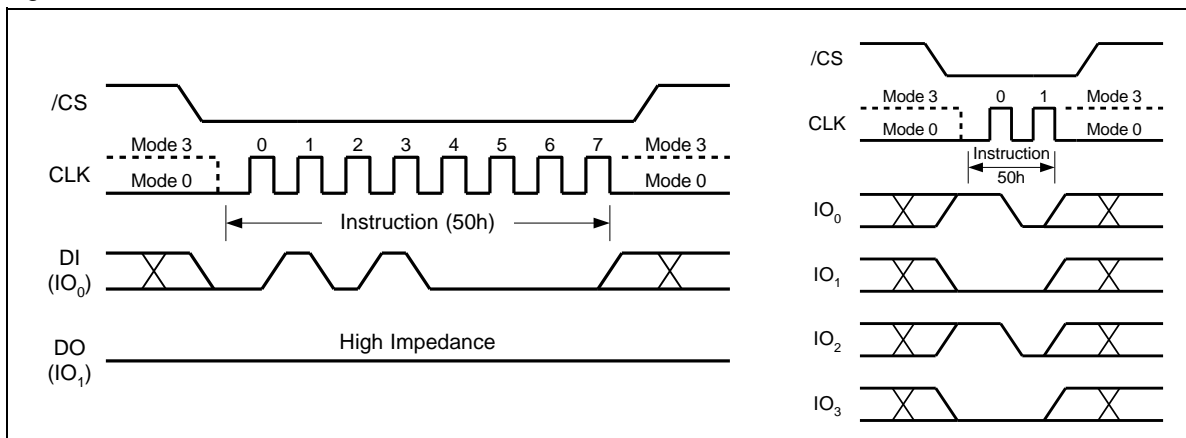 /CS
Mode 3 0 1 2 3 4 5 6 7 Mode 3
CLK
Mode 0 Mode 0
Instruction (50h)
DI
(IO0)
High Impedance
DO
(IO1)
/CS
Mode 3 0 1 Mode 3
CLK
Mode 0 Mode 0
Instruction
50h
IO0
IO1
IO2
IO3